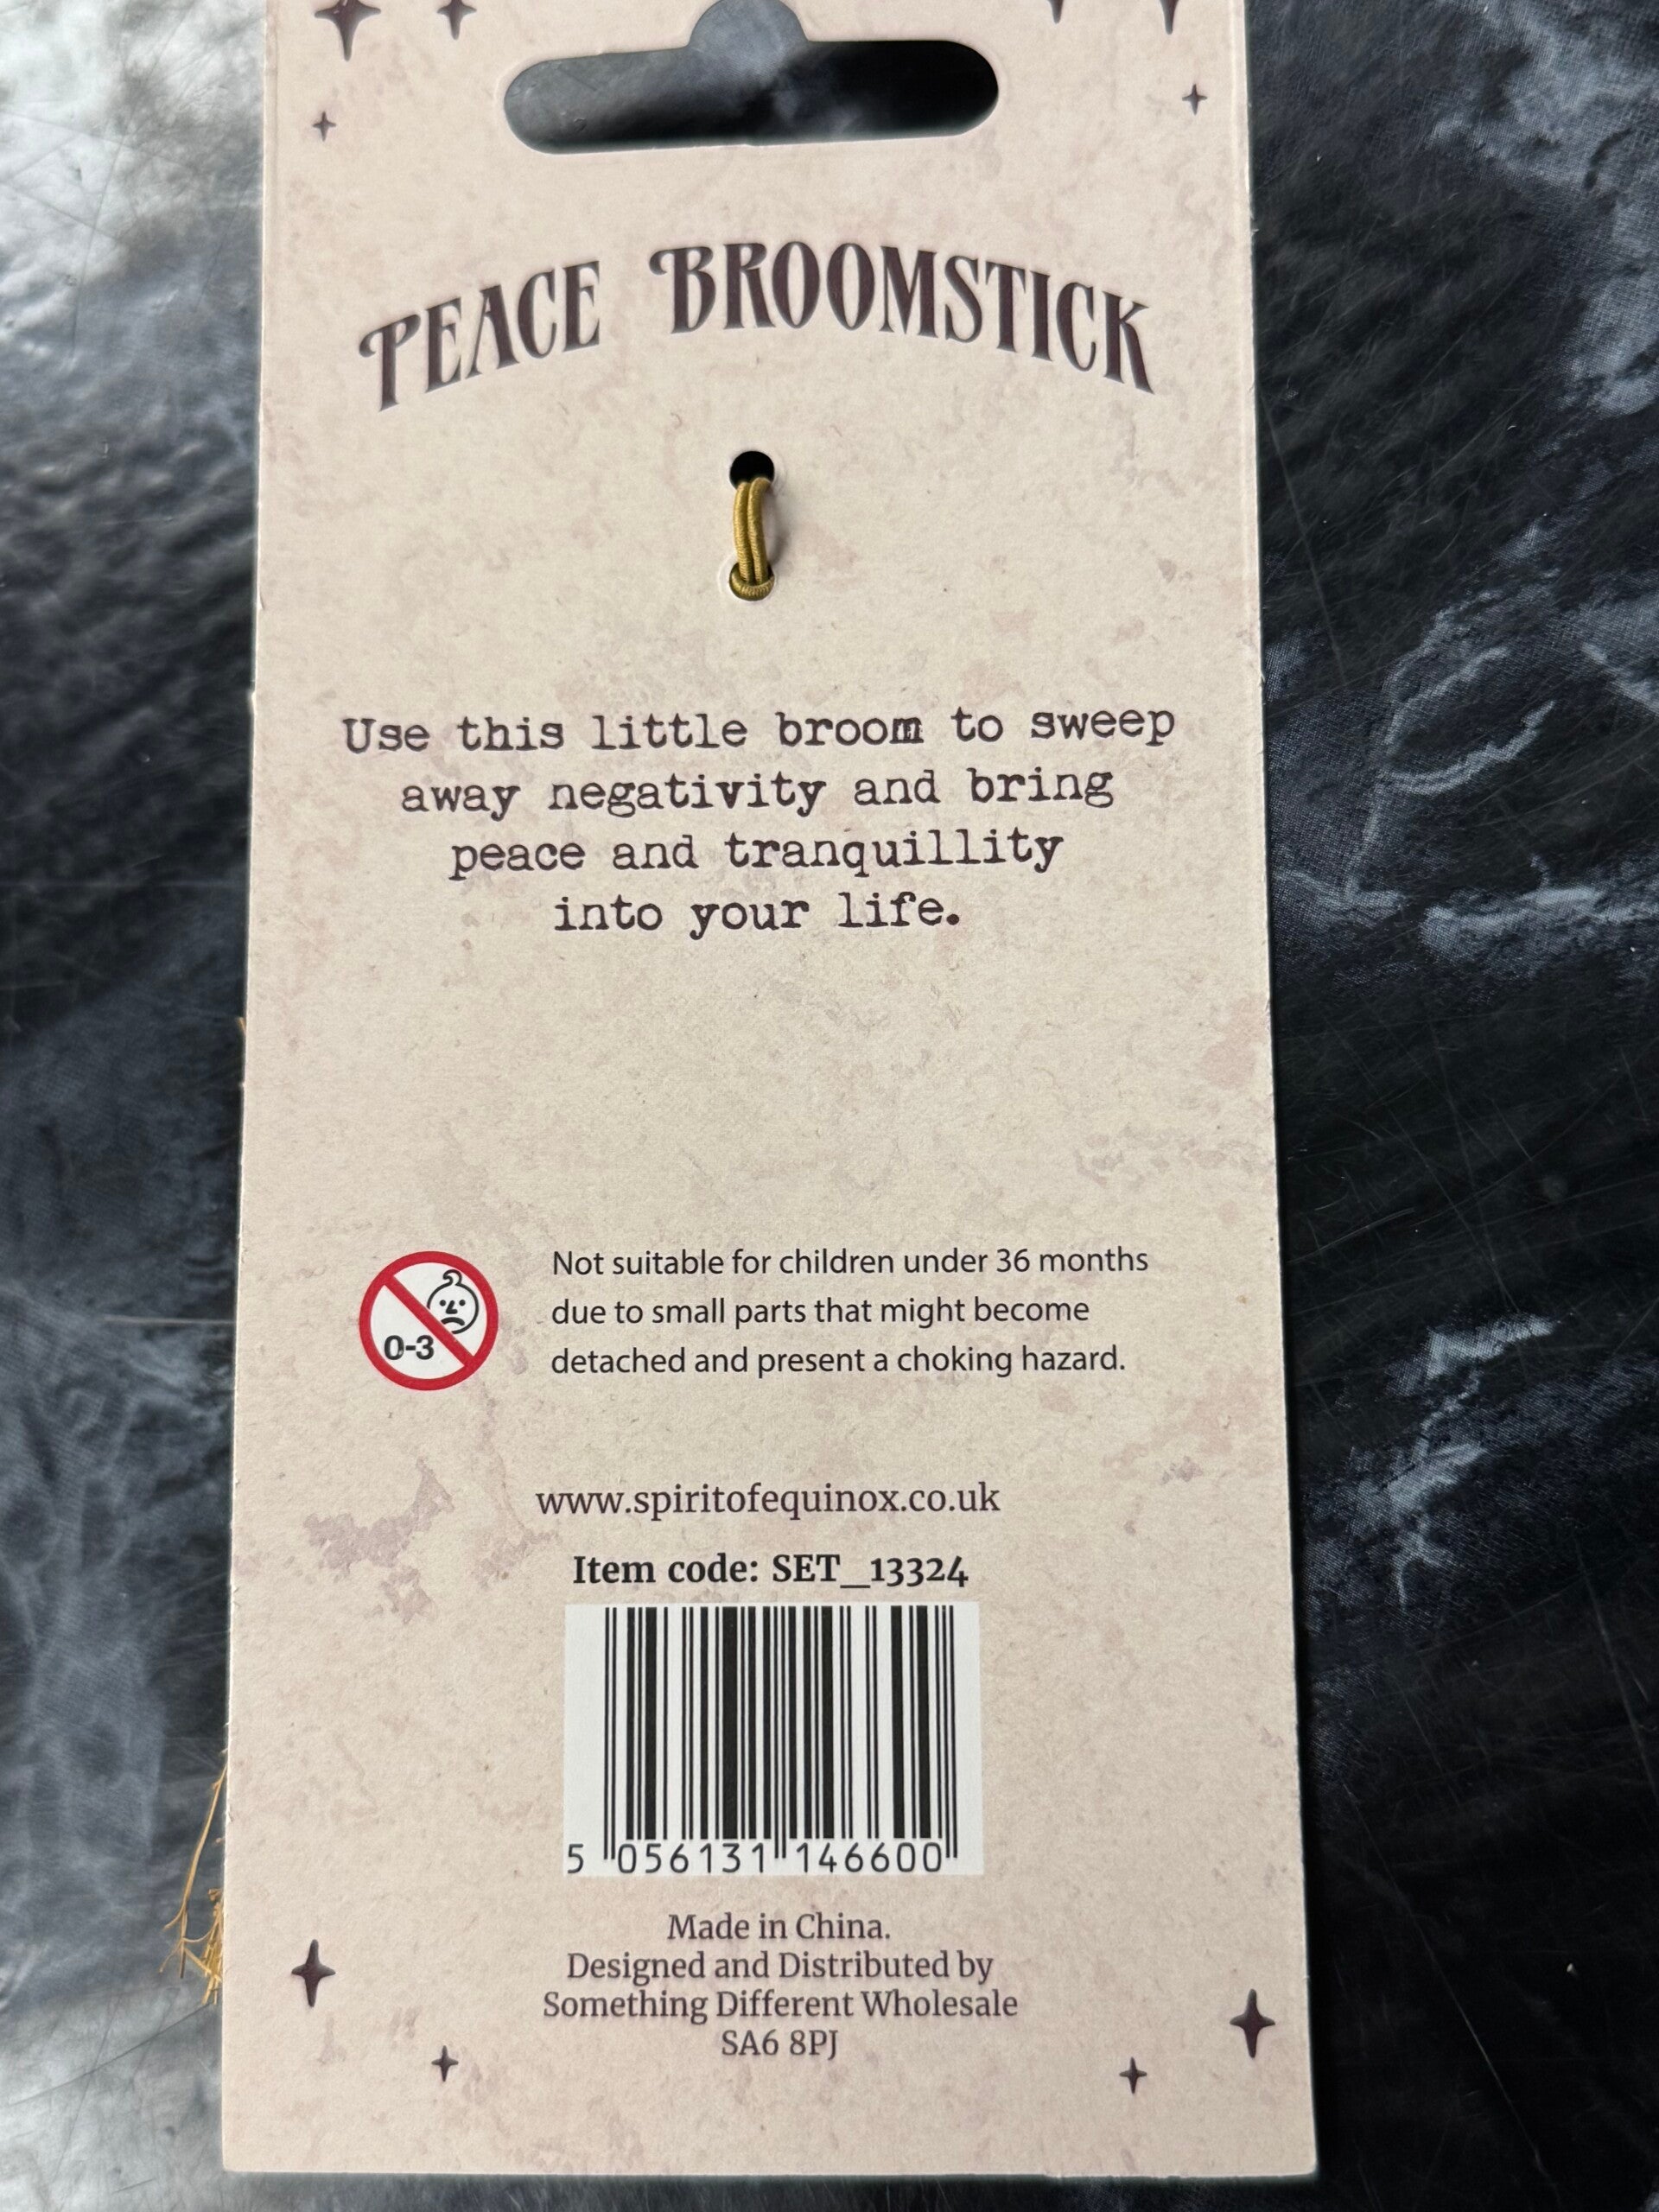 PEACE BROOMSTICK
Use this little broom to sweep
away negativity and bring
peace and tranquillity
into your life.
0-3
Not suitable for children under 36 months
due to small parts that might become
detached and present a choking hazard.
www.spiritofequinox.co.uk
Item code: SET_13324
5 056131 146600
Made in China.
Designed and Distributed by
Something Different Wholesale
SA6 8PJ